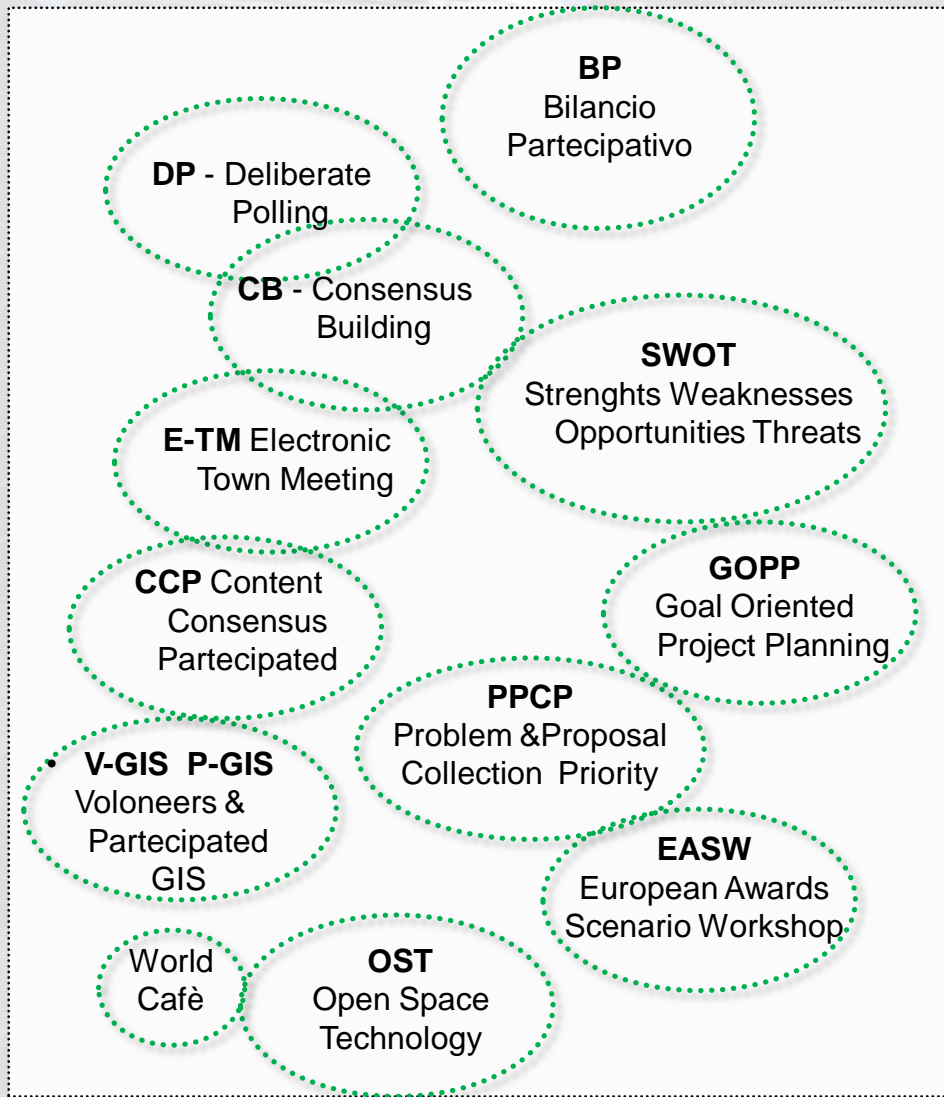 BP
Bilancio
Partecipativo
DP - Deliberate
Polling
CB - Consensus
Building
SWOT
Strenghts Weaknesses
Opportunities Threats
E-TM Electronic
Town Meeting
GOPP
Goal Oriented
Project Planning
CCP Content
Consensus
Partecipated
PPCP
Problem &Proposal
Collection Priority
• V-GIS P-GIS
Voloneers &
Partecipated
GIS
EASW
European Awards
Scenario Workshop
World
Cafè
OST
Open Space
Technology